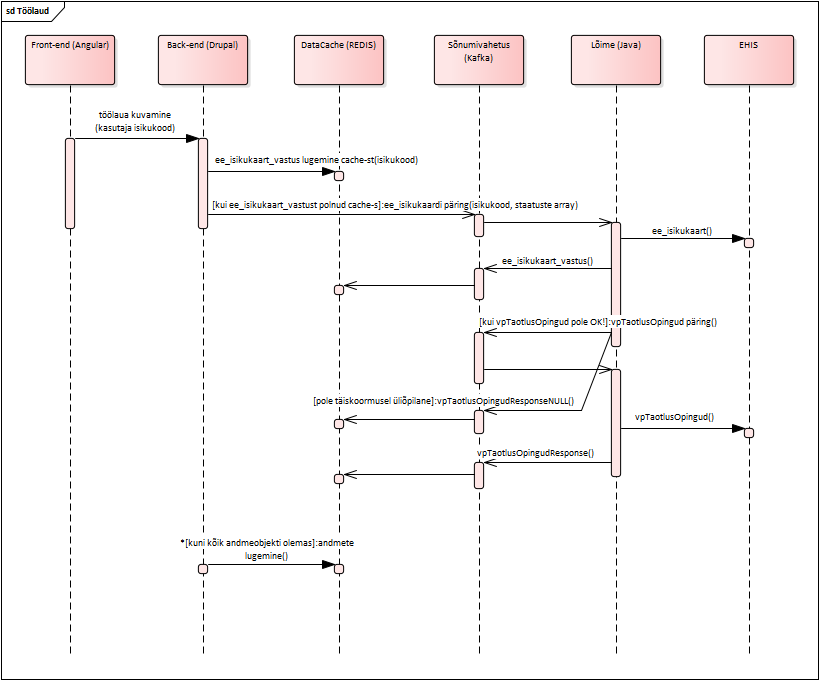 sd Töölaud
Front-end (Angular)
Back-end (Drupal)
DataCache (REDIS)
Sõnumivahetus
(Kafka)
Lõime (Java)
EHIS
töölaua kuvamine
(kasutaja isikukood)
ee_isikukaart_vastus lugemine cache-st(isikukood)
[kui ee_isikukaart_vastust polnud cache-s]:ee_isikukaardi päring(isikukood, staatuste array)
ee_isikukaart()
ee_isikukaart_vastus()
[kui vpTaotlusOpingud pole OK!]:vpTaotlusOpingud päring()
[pole täiskoormusel üliõpilane]:vpTaotlusOpingudResponseNULL()
vpTaotlusOpingud()
vpTaotlusOpingudResponse()
*[kuni kõik andmeobjekti olemas]:andmete
lugemine()